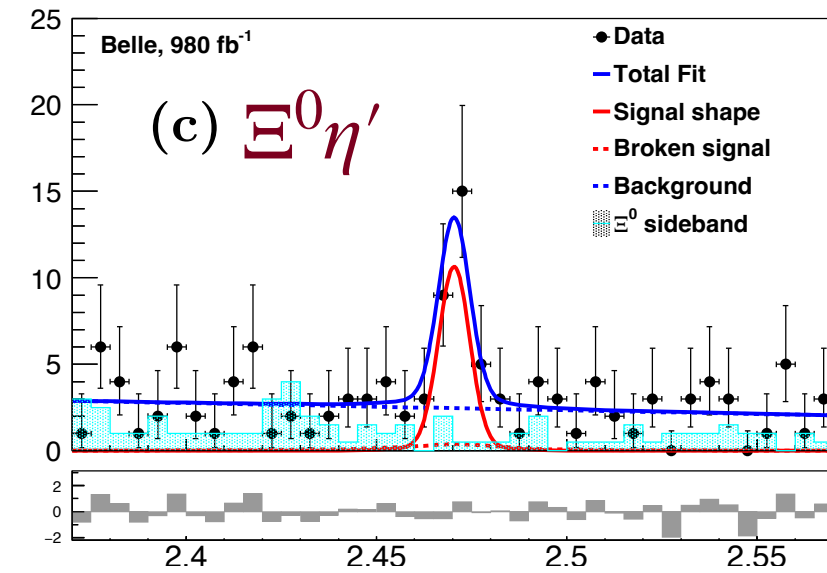 25
Belle, 980 fb⁻¹
Data
Total Fit
20
(c) Ξ⁰η′
Signal shape
Broken signal
15
Background
Ξ⁰ sideband
10
5
0
2
0
−2
2.4 2.45 2.5 2.55